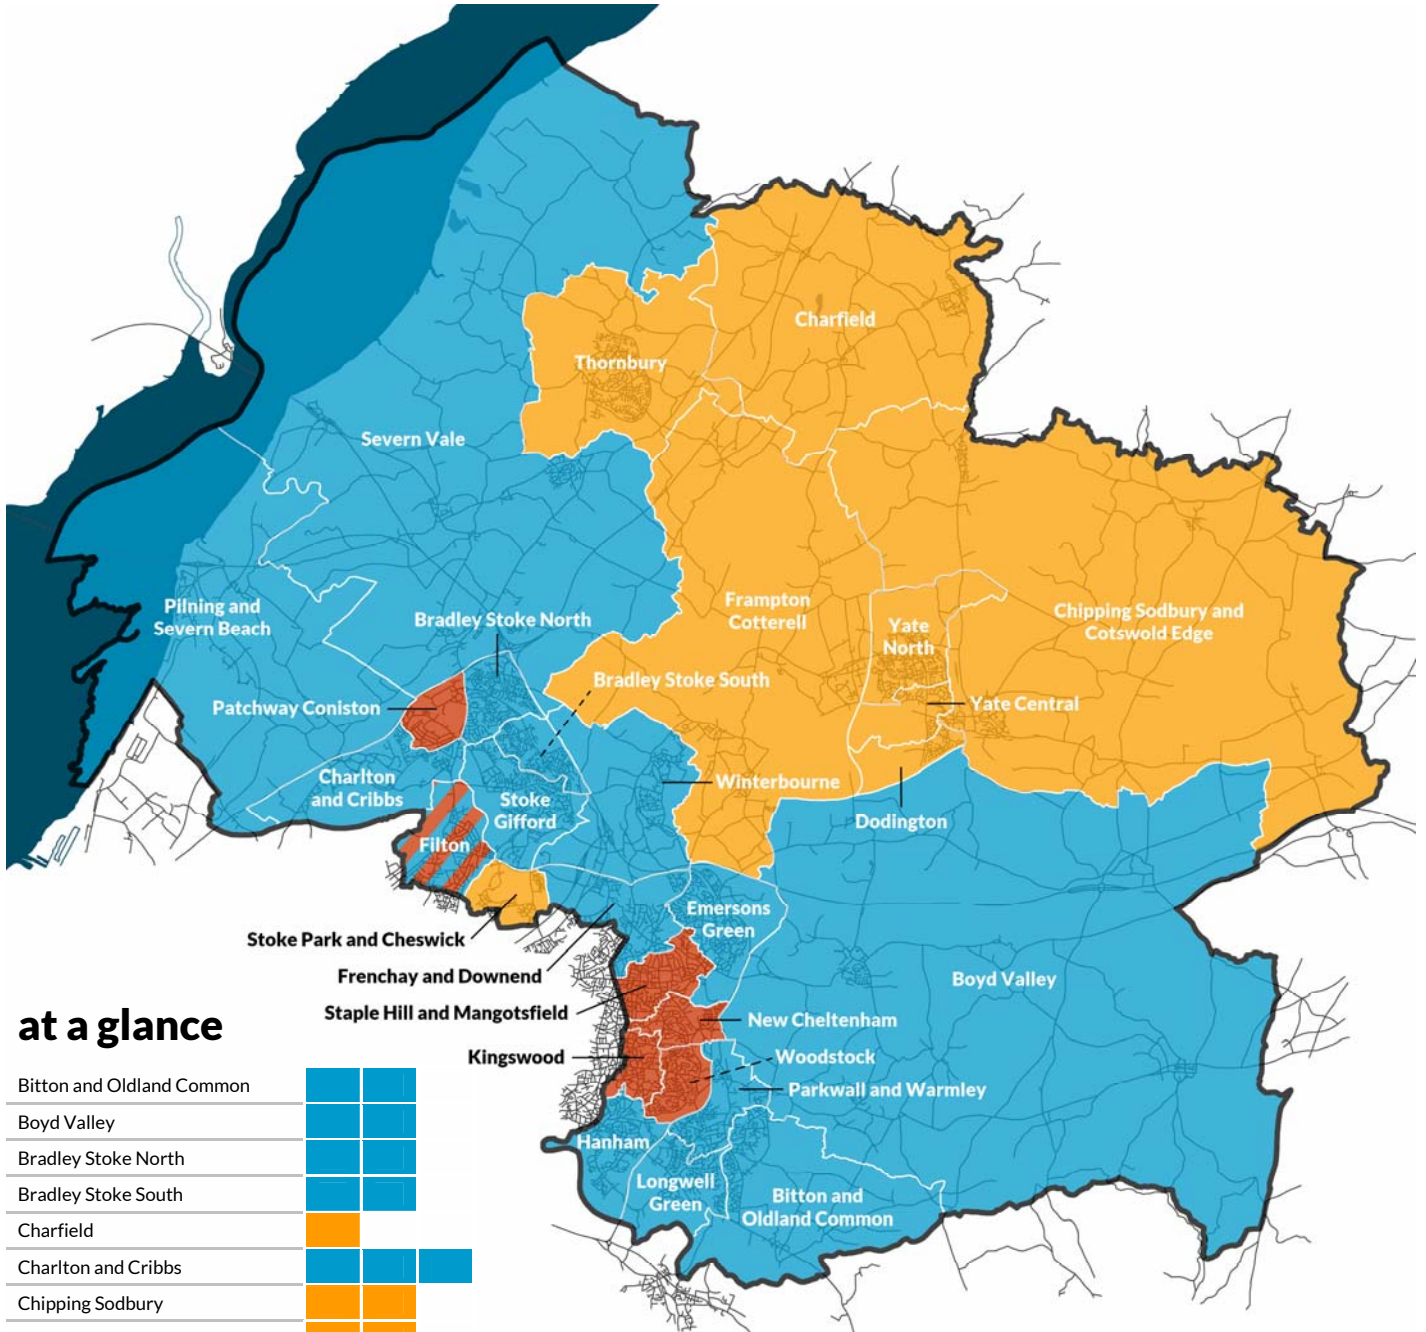 Charfield
Thornbury
Severn Vale
Pilning and
Severn Beach
Bradley Stoke North
Frampton
Cotterell
Yate
North
Chipping Sodbury and
Cotswold Edge
Bradley Stoke South
Patchway Coniston
Yate Central
Charlton
and Cribbs
Stoke
Gifford
Winterbourne
Dodington
Filton
Emersons
Green
Stoke Park and Cheswick
Frenchay and Downend
Staple Hill and Mangotsfield
Boyd Valley
New Cheltenham
Kingswood
Woodstock
Parkwall and Warmley
Hanham
Longwell
Green
Bitton and
Oldland Common
at a glance
Bitton and Oldland Common
Boyd Valley
Bradley Stoke North
Bradley Stoke South
Charfield
Charlton and Cribbs
Chipping Sodbury